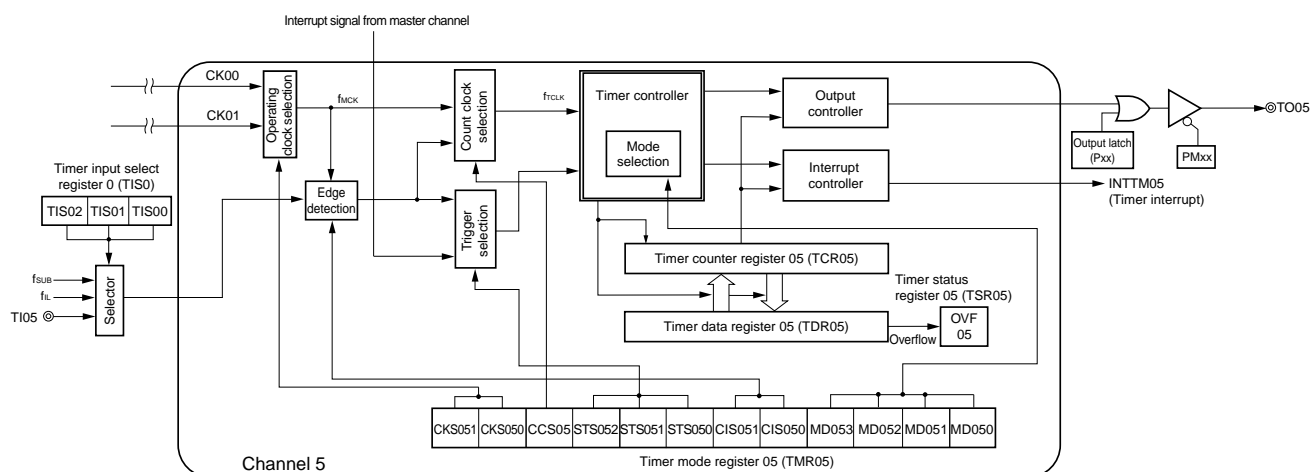 Interrupt signal from master channel
CK00
CK01
Operating
clock selection
fMCK
Count clock
selection
fTCLK
Timer controller
Mode
selection
Output
controller
Interrupt
controller
Output latch
(Pxx)
PMxx
TO05
INTTM05
(Timer interrupt)
Timer input select
register 0 (TIS0)
TIS02 TIS01 TIS00
Edge
detection
Trigger
selection
fSUB
fIL
TI05
Selector
Timer counter register 05 (TCR05)
Timer status
register 05 (TSR05)
Timer data register 05 (TDR05)
Overflow
OVF
05
CKS051 CKS050 CCS05 STS052 STS051 STS050 CIS051 CIS050 MD053 MD052 MD051 MD050
Channel 5
Timer mode register 05 (TMR05)